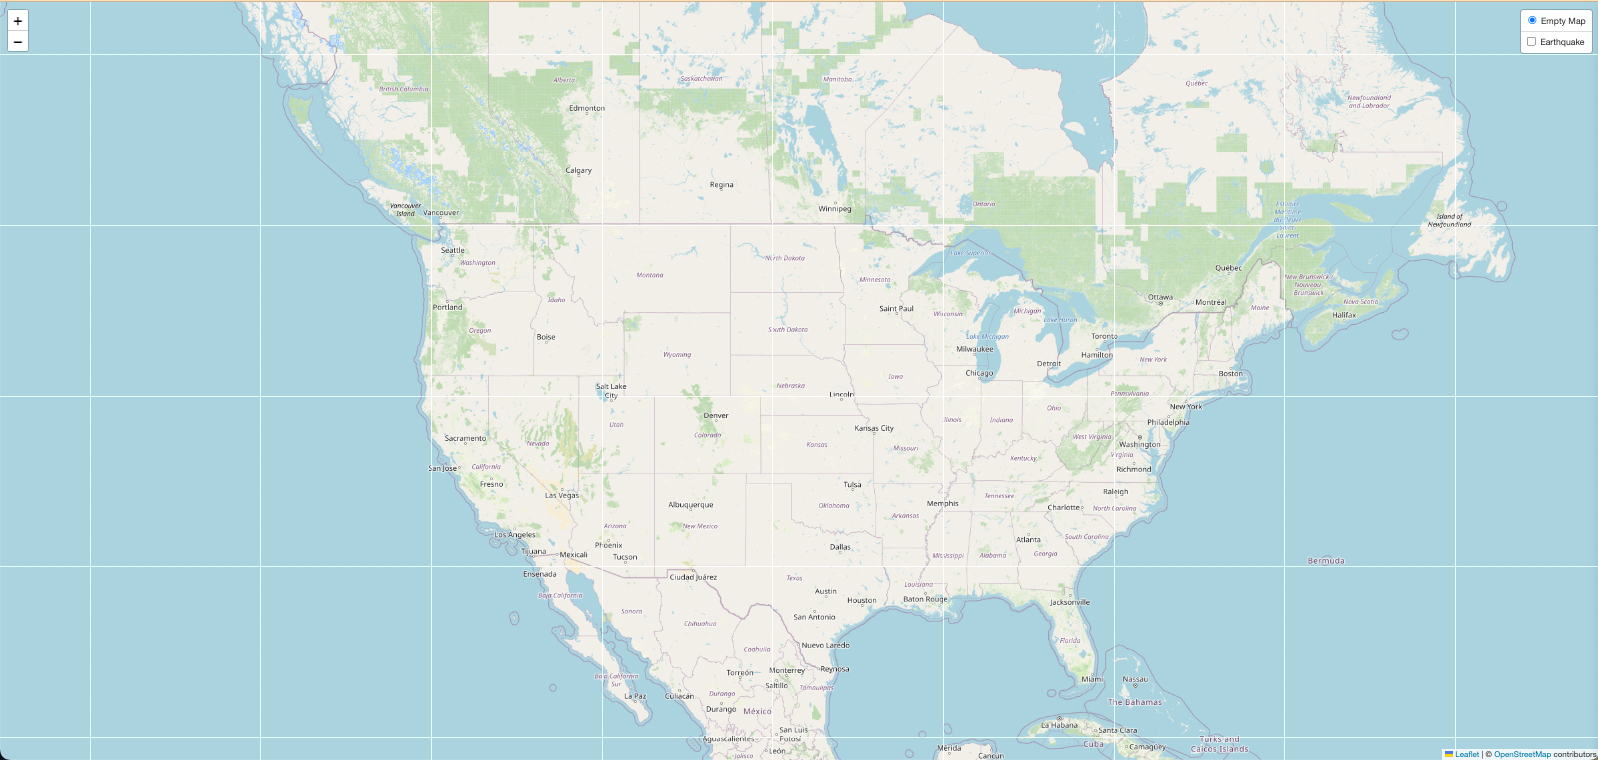 +
−
Empty Map
Earthquake
British Columbia
Alberta
Saskatchewan
Manitoba
Québec
Newfoundland
and Labrador
Edmonton
Calgary
Regina
Winnipeg
Ontario
Vancouver
Island
Vancouver
Island of
Newfoundland
Seattle
Washington
Montana
North Dakota
Minnesota
Lake Superior
Québec
New Brunswick /
Nouveau
Brunswick
Nova Scotia
Portland
Idaho
Saint Paul
Wisconsin
Michigan
Lake Huron
Ottawa
Montréal
Maine
Halifax
Oregon
Boise
South Dakota
Lake Michigan
Toronto
Milwaukee
Hamilton
Wyoming
Detroit
New York
Chicago
Iowa
Boston
Salt Lake
City
Nebraska
Lincoln
Pennsylvania
Ohio
New York
Denver
Utah
Colorado
Kansas City
Illinois
Indiana
Philadelphia
Sacramento
Nevada
Kansas
Missouri
West Virginia
Washington
Virginia
San Jose
California
Kentucky
Richmond
Fresno
Las Vegas
Tulsa
Tennessee
Raleigh
Albuquerque
Oklahoma
Memphis
Charlotte
North Carolina
Arizona
New Mexico
Arkansas
Los Angeles
Phoenix
Dallas
Atlanta
South Carolina
Tijuana
Mexicali
Tucson
Mississippi
Alabama
Georgia
Bermuda
Ensenada
Ciudad Juárez
Texas
Louisiana
Baja California
Austin
Houston
Baton Rouge
Jacksonville
Sonora
Chihuahua
San Antonio
Coahuila
Nuevo Laredo
Florida
Torreón
Monterrey
Reynosa
Baja California
Sur
Saltillo
Tamaulipas
Miami
Nassau
La Paz
Culiacán
Durango
The Bahamas
Durango
México
La Habana
Santa Clara
San Luis
Potosí
Aguascalientes
León
Jalisco
Mérida
Cancún
Cuba
Camagüey
Turks and
Caicos Islands
Leaflet | © OpenStreetMap contributors